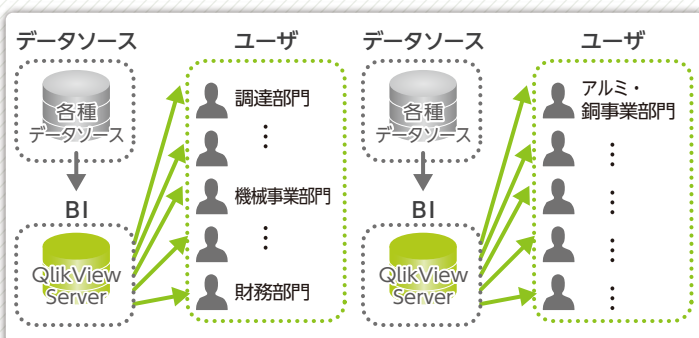 データソース
ユーザ
各種
データソース
BI
QlikView
Server
調達部門
⋮
機械事業部門
⋮
財務部門
データソース
ユーザ
各種
データソース
BI
QlikView
Server
アルミ・
銅事業部門
⋮
⋮
⋮
⋮